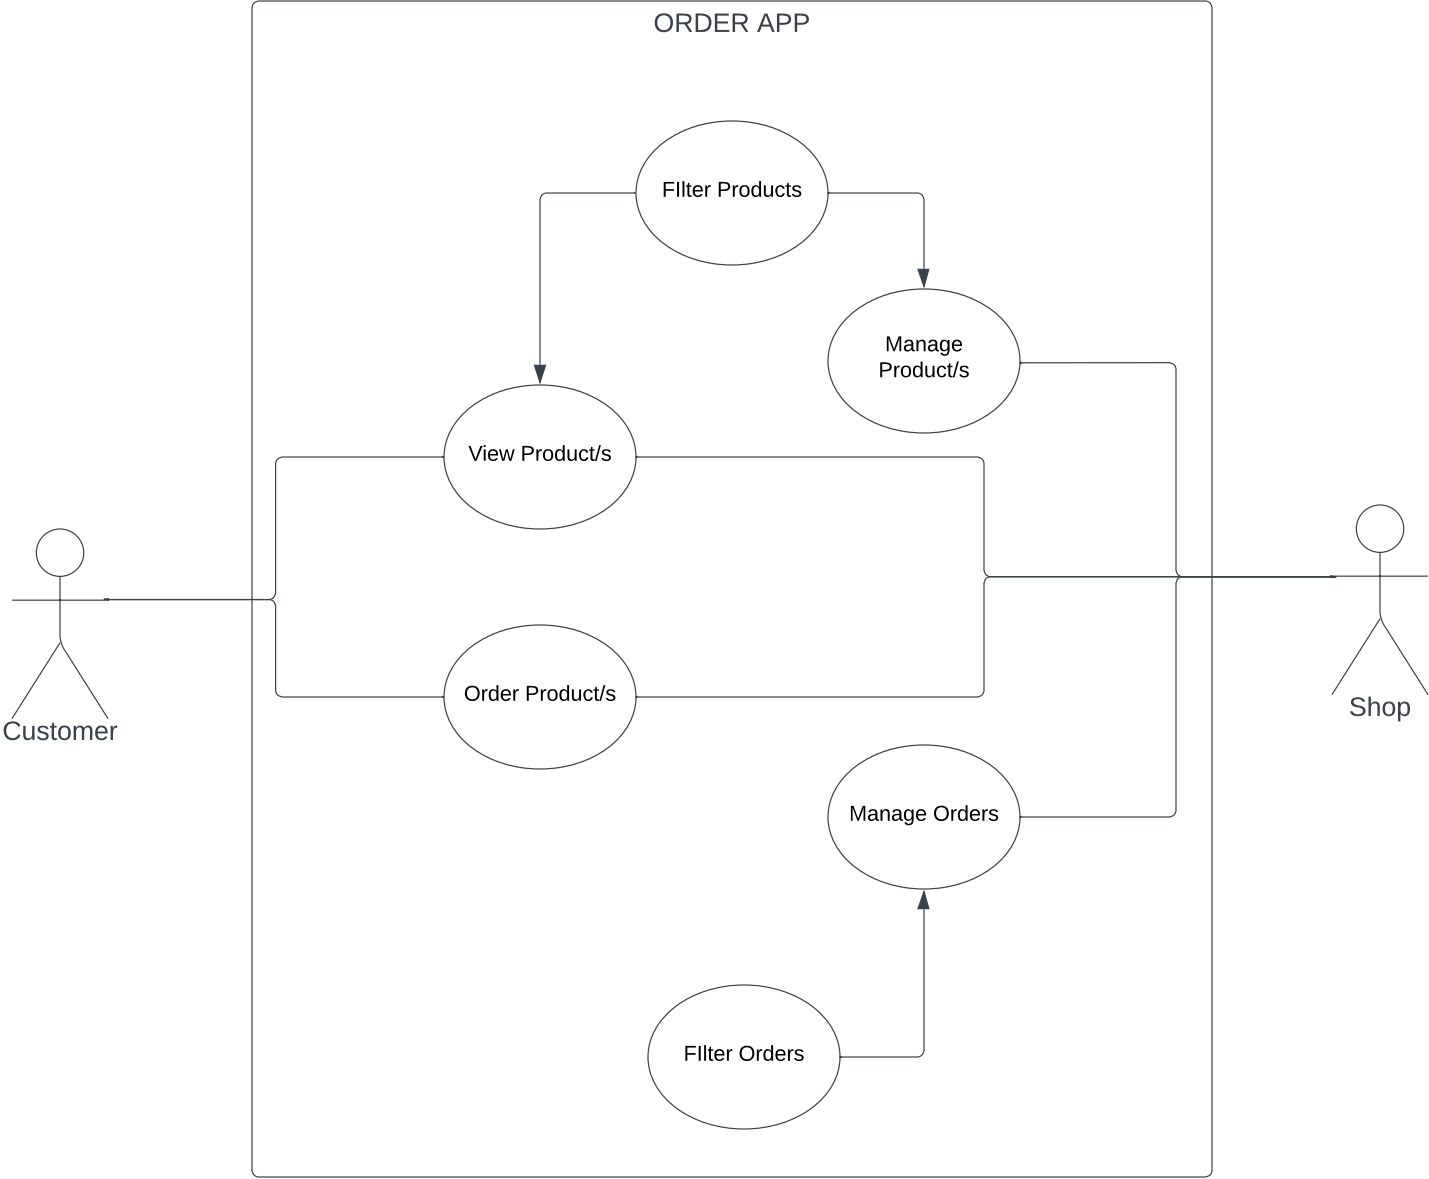 ORDER APP
FIlter Products
Manage
Product/s
View Product/s
Order Product/s
Customer
Shop
Manage Orders
FIlter Orders